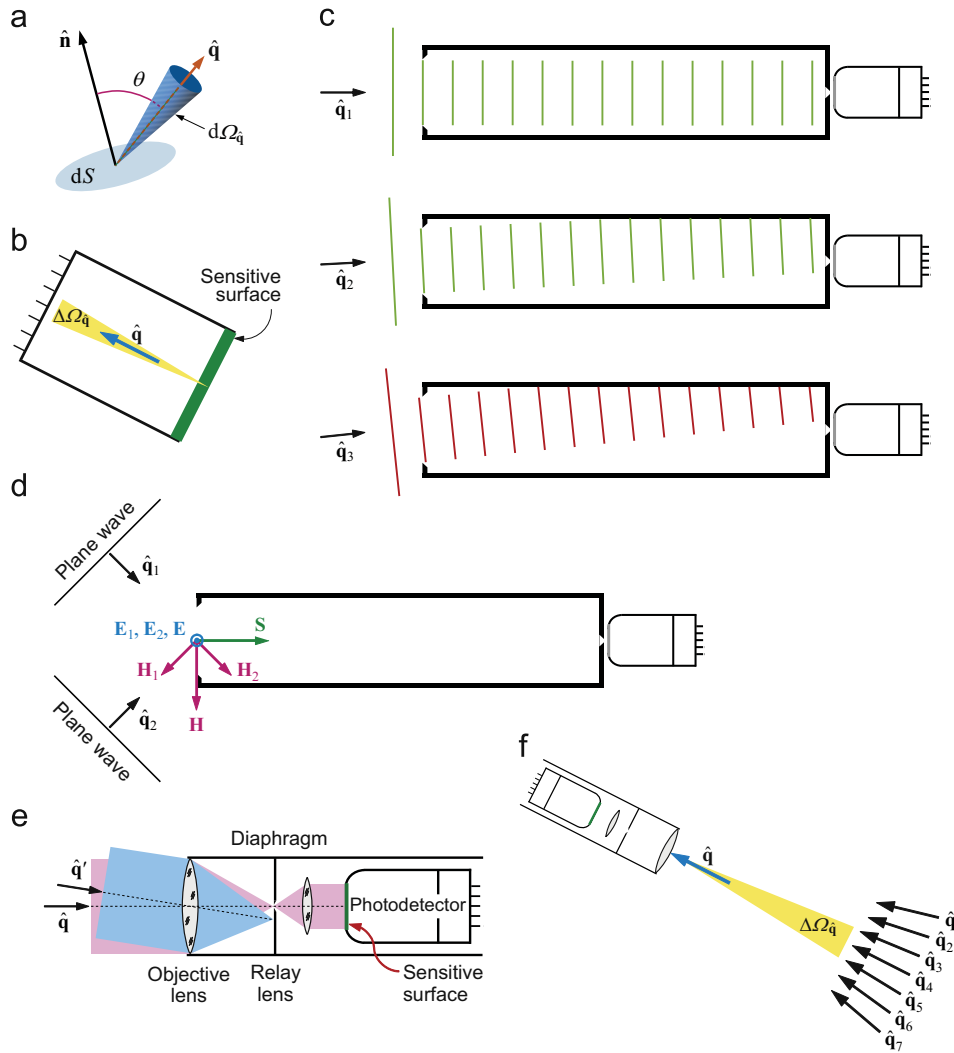 a
n̂
q̂
θ
dΩq̂
dS
b
Sensitive
surface
ΔΩq̂
q̂
c
q̂1
q̂2
q̂3
d
Plane wave
q̂1
E1, E2, E
S
H1
H2
H
q̂2
Plane wave
e
Diaphragm
q̂′
q̂
Photodetector
Objective
lens
Relay
lens
Sensitive
surface
f
q̂
ΔΩq̂
q̂
q̂2
q̂3
q̂4
q̂5
q̂6
q̂7